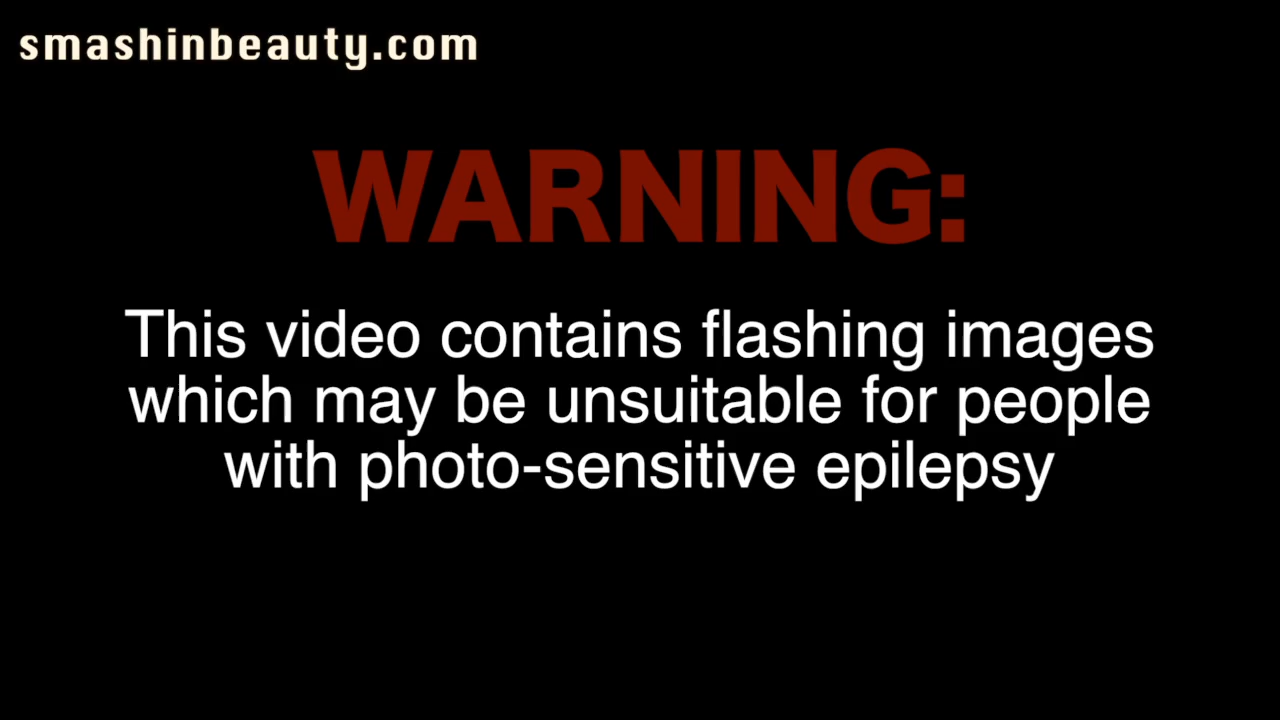 smashinbeauty.com
WARNING:
This video contains flashing images
which may be unsuitable for people
with photo-sensitive epilepsy